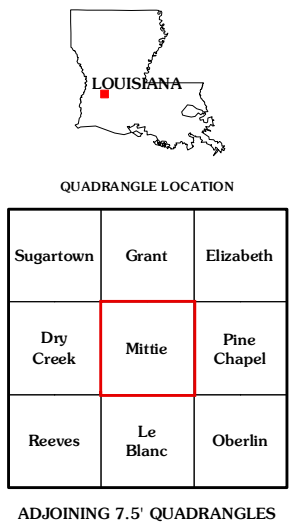 LOUISIANA
QUADRANGLE LOCATION
Sugartown
Grant
Elizabeth
Dry
Creek
Mittie
Pine
Chapel
Reeves
Le
Blanc
Oberlin
ADJOINING 7.5' QUADRANGLES